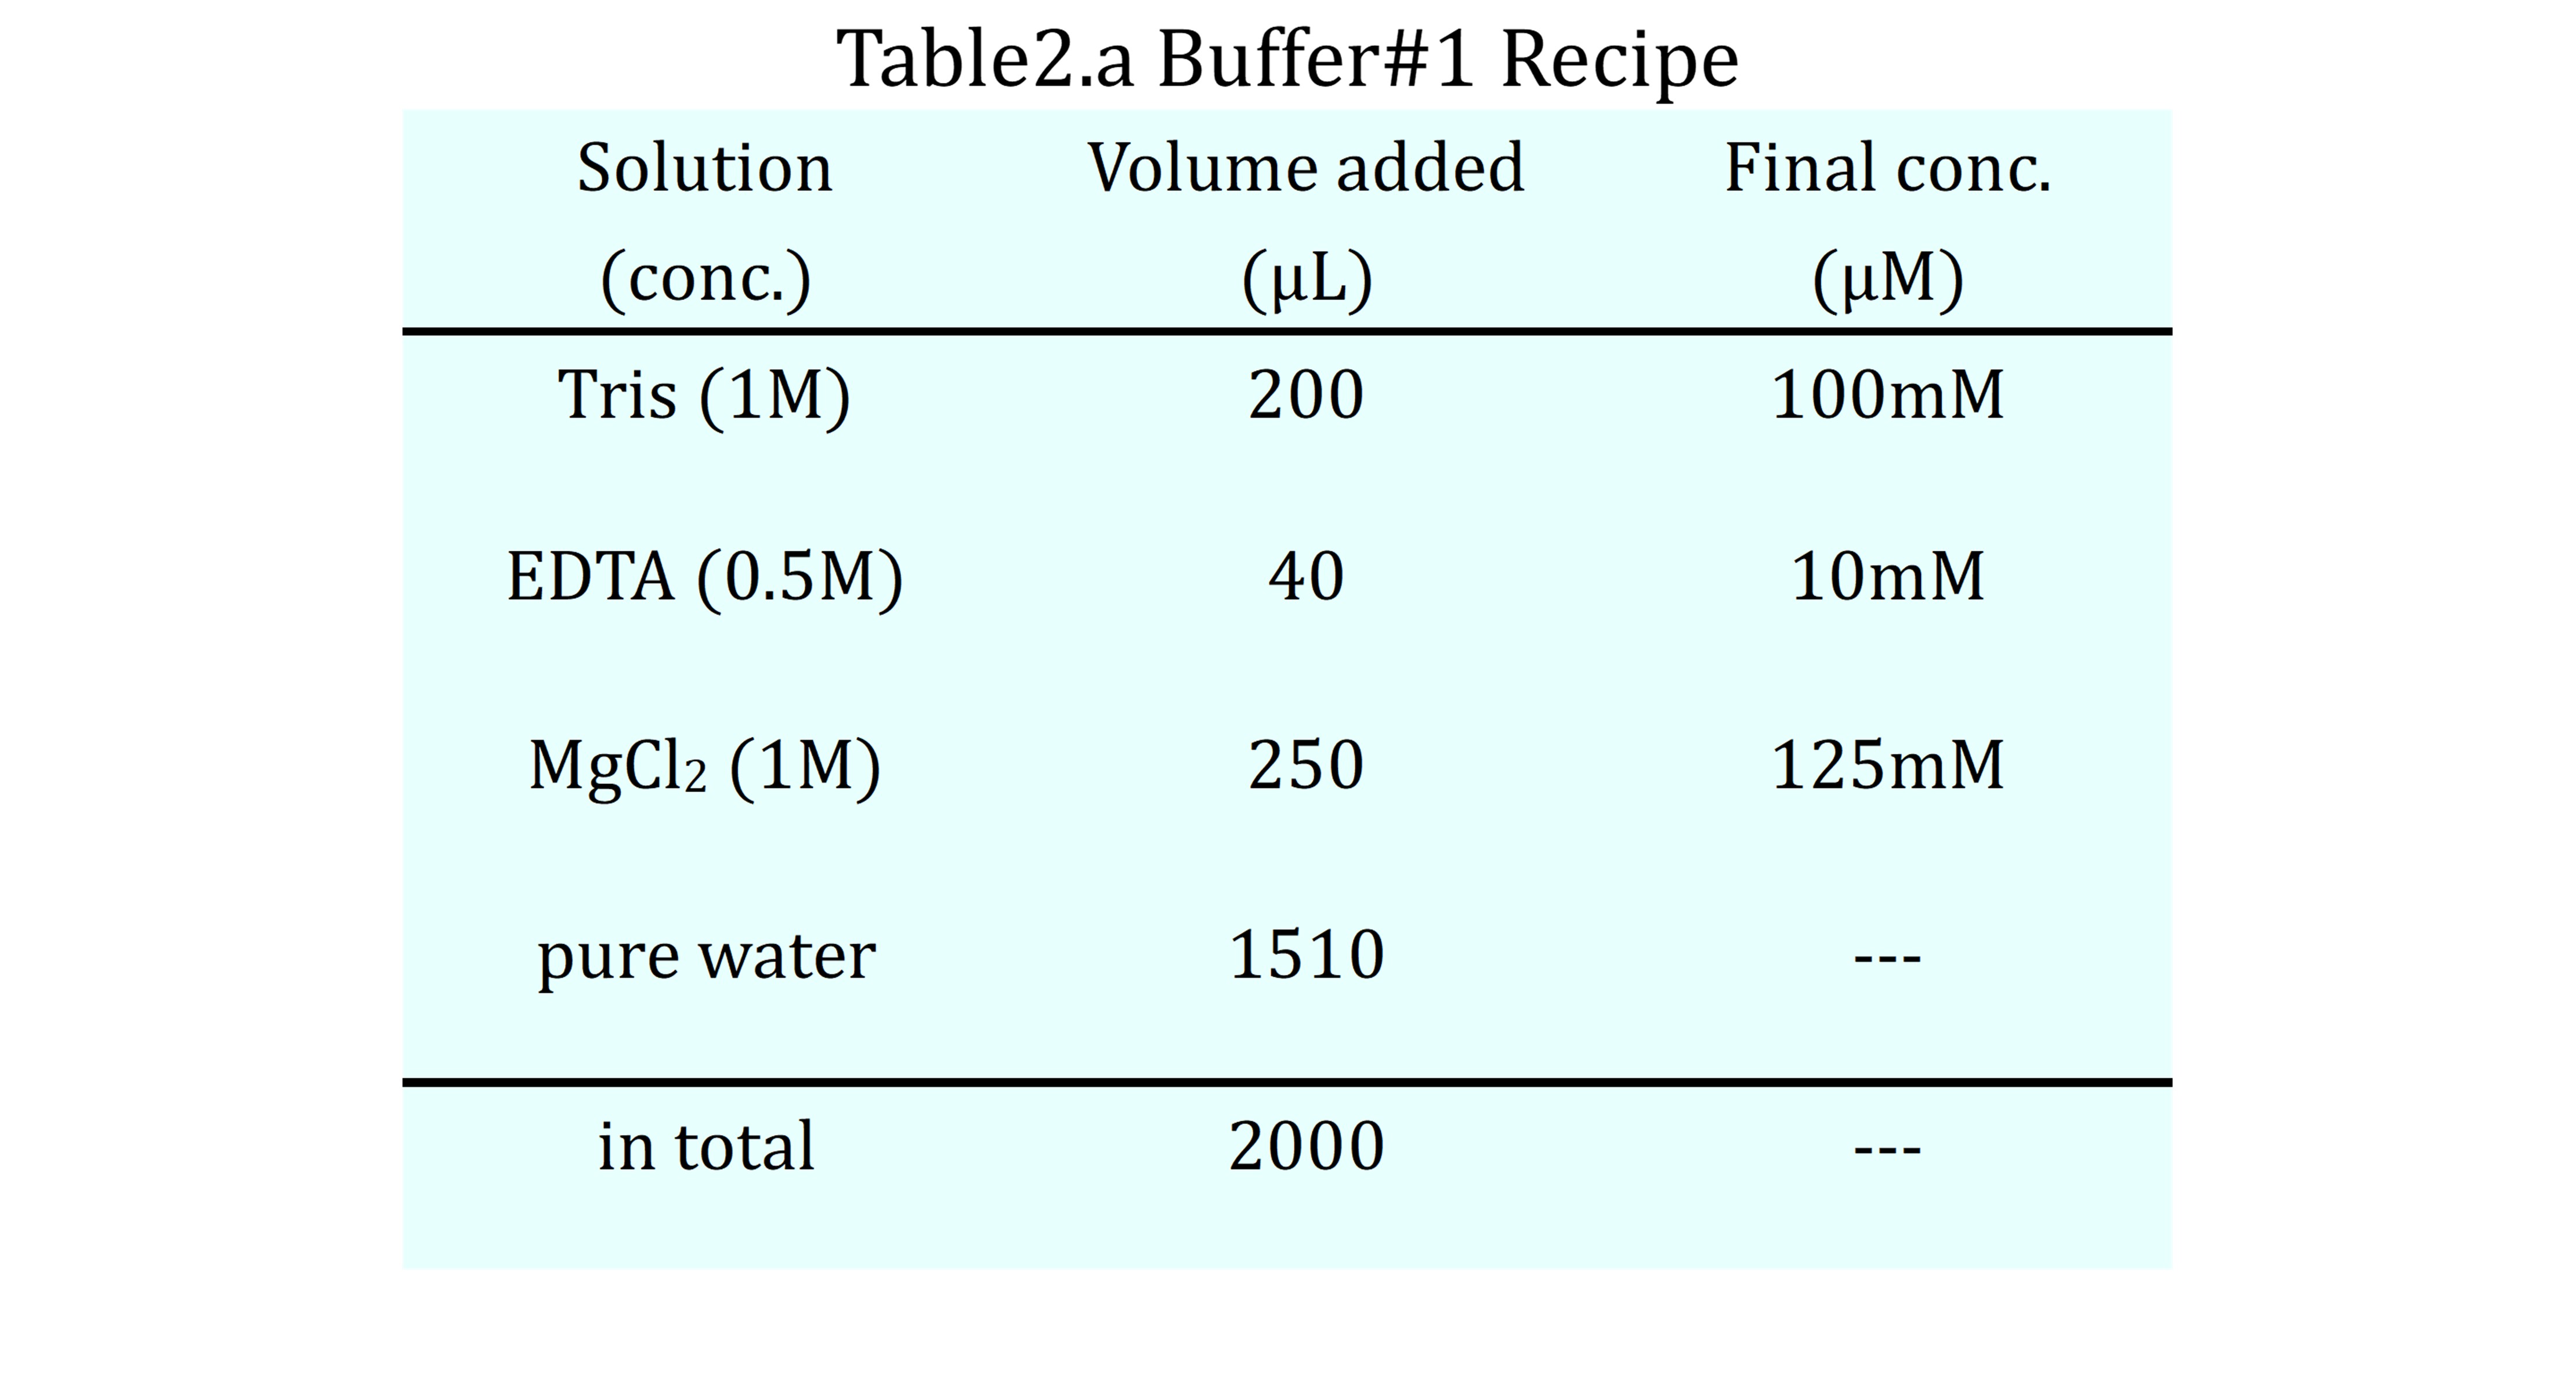 Table2.a Buffer#1 Recipe
Solution Volume added Final conc.
(conc.) (μL) (μM)
Tris (1M) 200 100mM
EDTA (0.5M) 40 10mM
MgCl₂ (1M) 250 125mM
pure water 1510 ---
in total 2000 ---